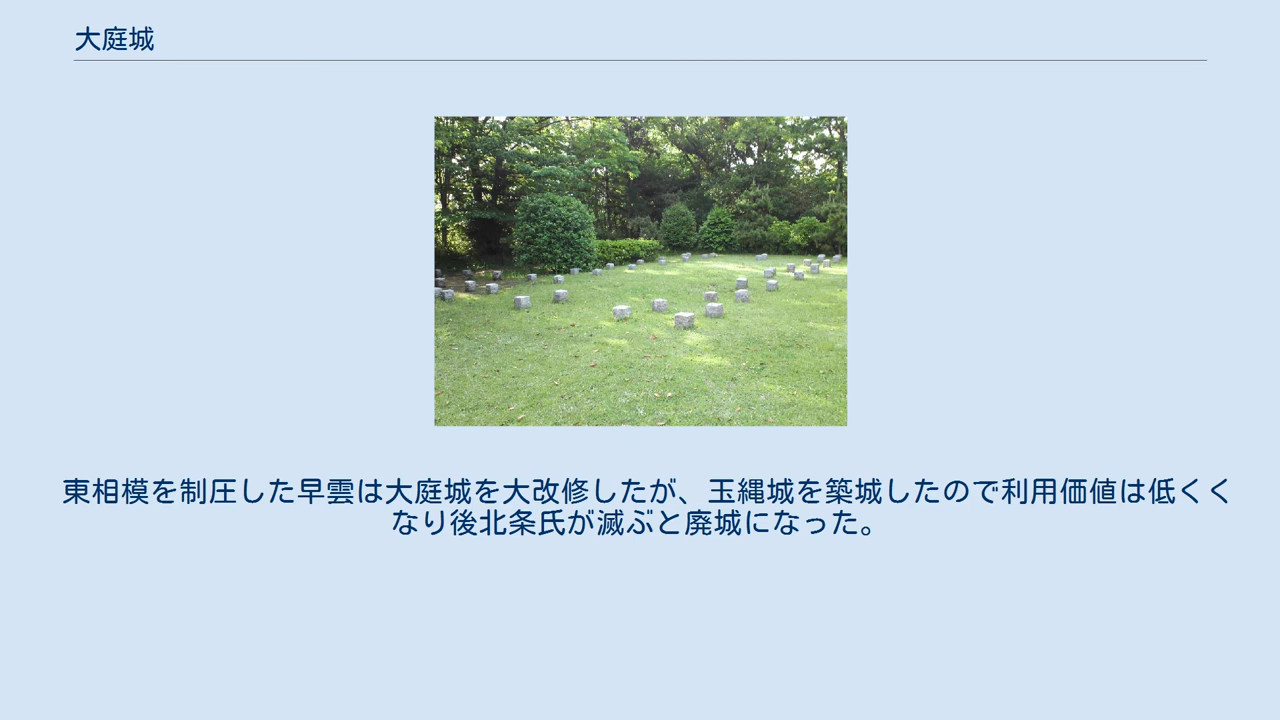 大庭城
東相模を制圧した早雲は大庭城を大改修したが、玉縄城を築城したので利用価値は低くく
なり後北条氏が滅ぶと廃城になった。